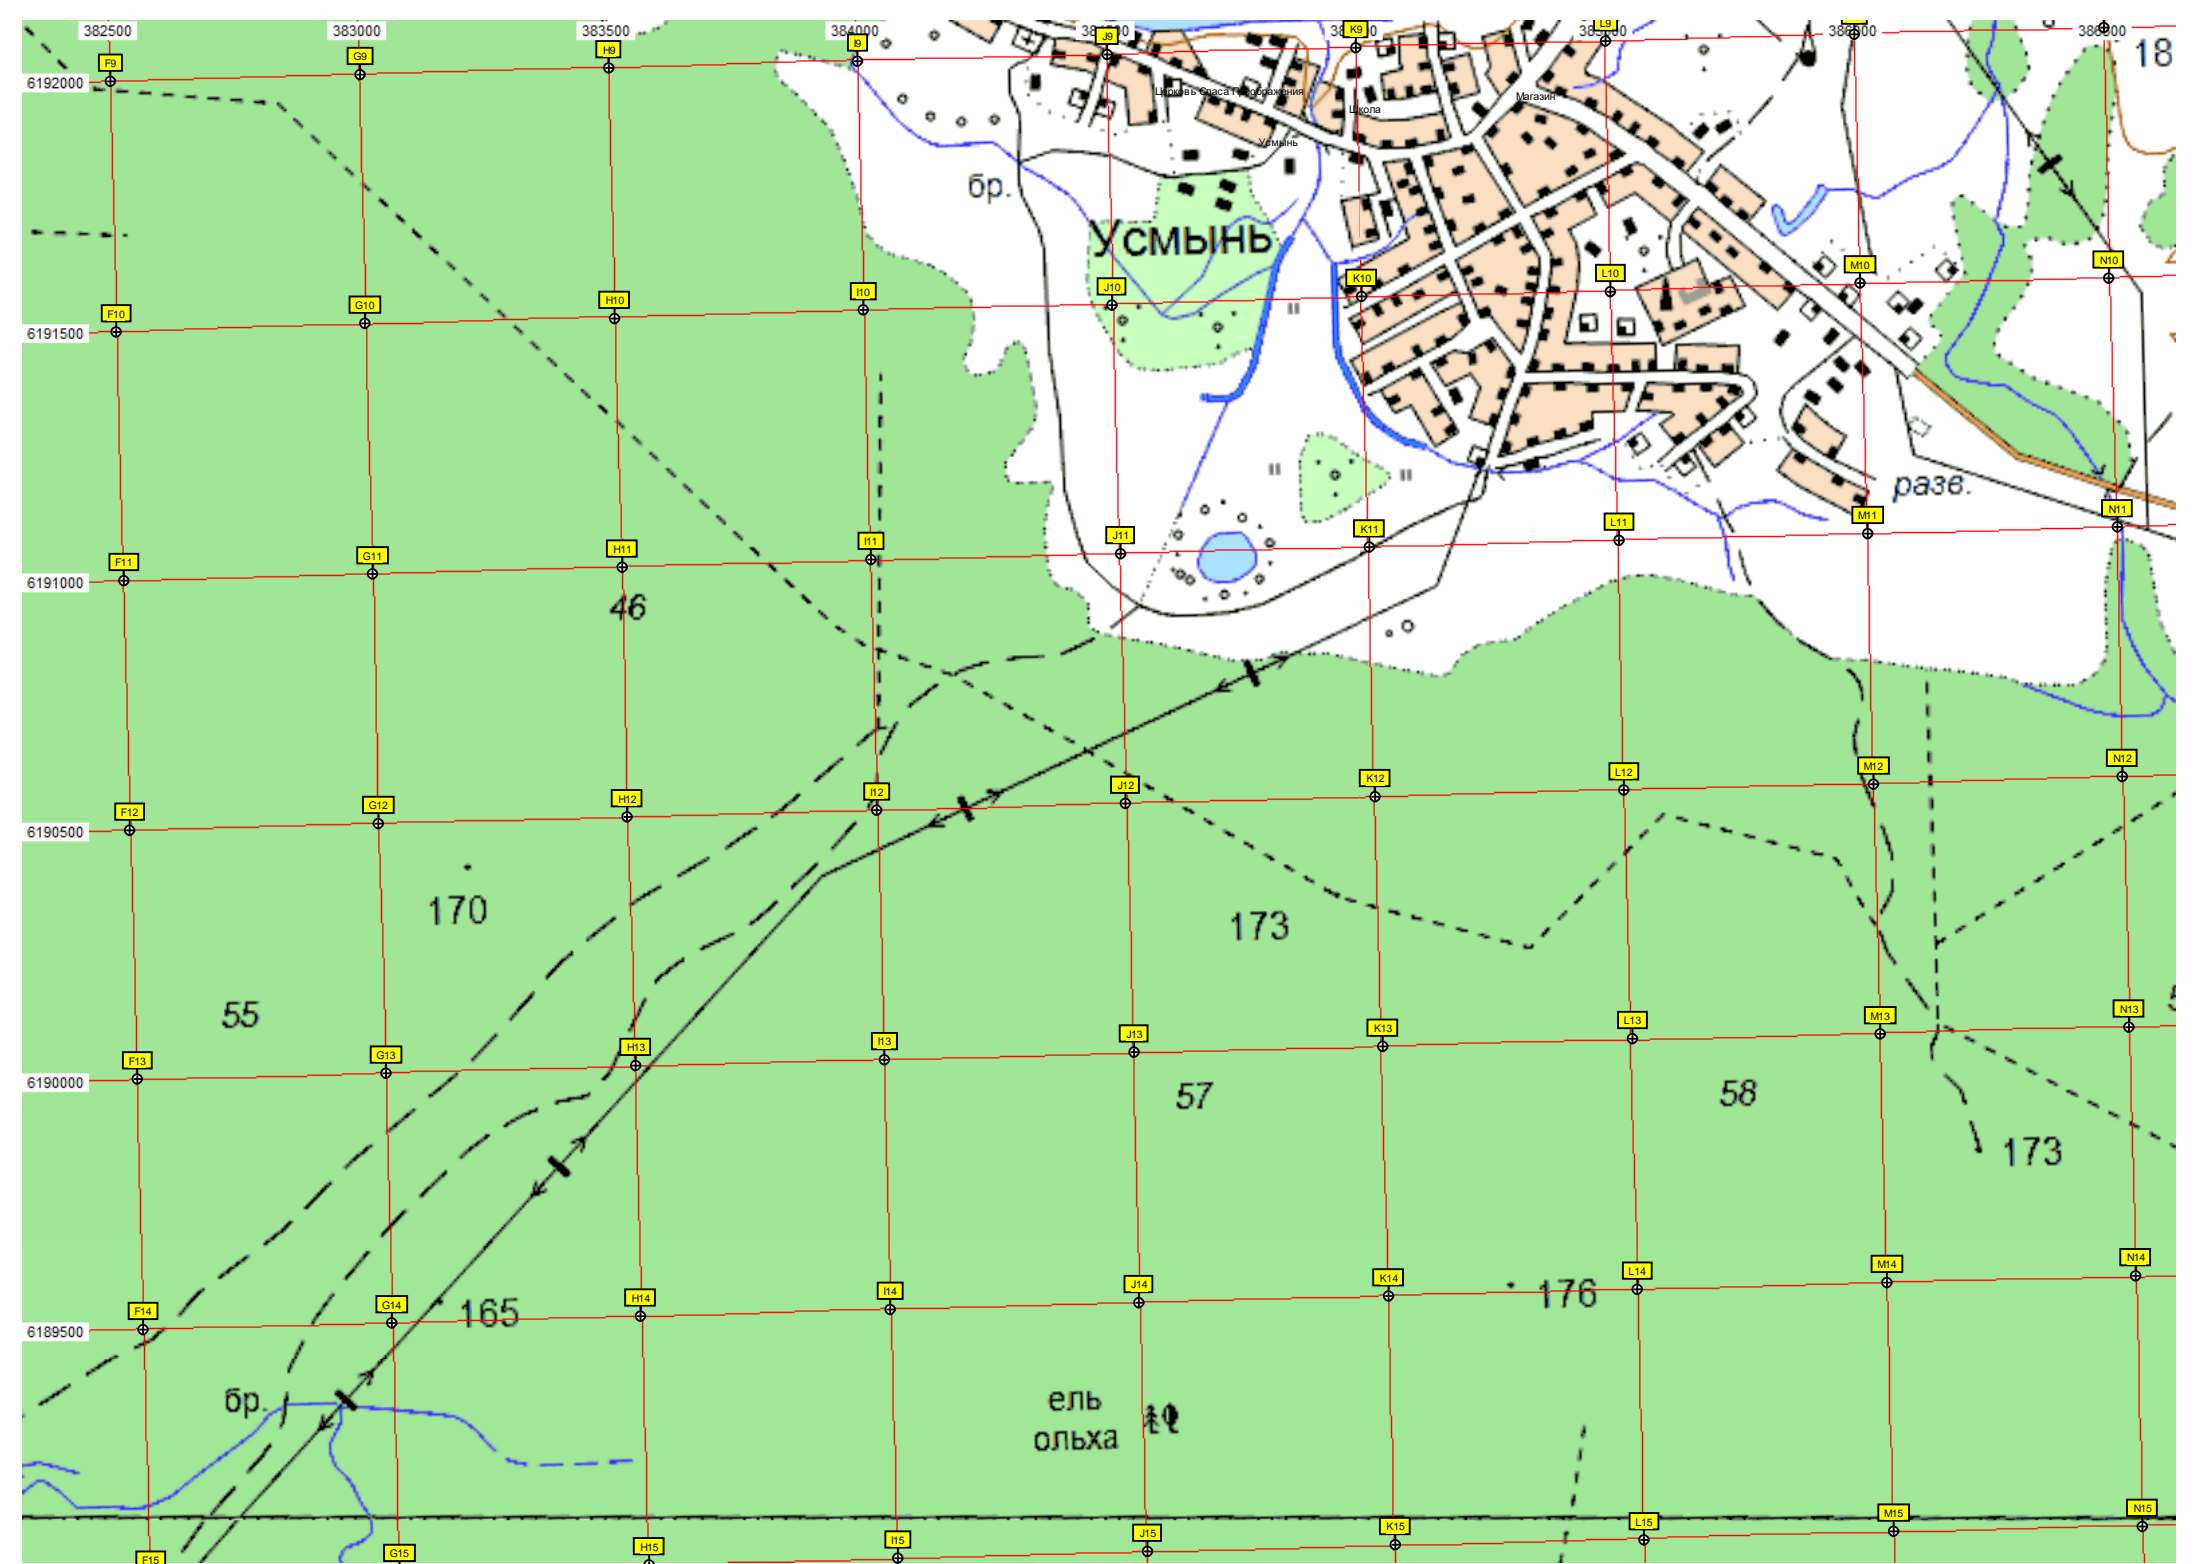 382500 383000 383500 384000
F9 G9 H9 I9 J9 K9 L9
6192000
18
Церковь Спаса Преображения
Школа
Магазин
Усмынь
бр.
Усмынь
F10 G10 H10 I10 J10 K10 L10 M10 N10
6191500
разв.
F11 G11 H11 I11 J11 K11 L11 M11 N11
6191000
46
F12 G12 H12 I12 J12 K12 L12 M12 N12
6190500
170
173
55
F13 G13 H13 I13 J13 K13 L13 M13 N13
6190000
57
58
173
F14 G14 H14 I14 J14 K14 L14 M14 N14
6189500
165
176
бр.
ель
ольха
F15 G15 H15 I15 J15 K15 L15 M15 N15